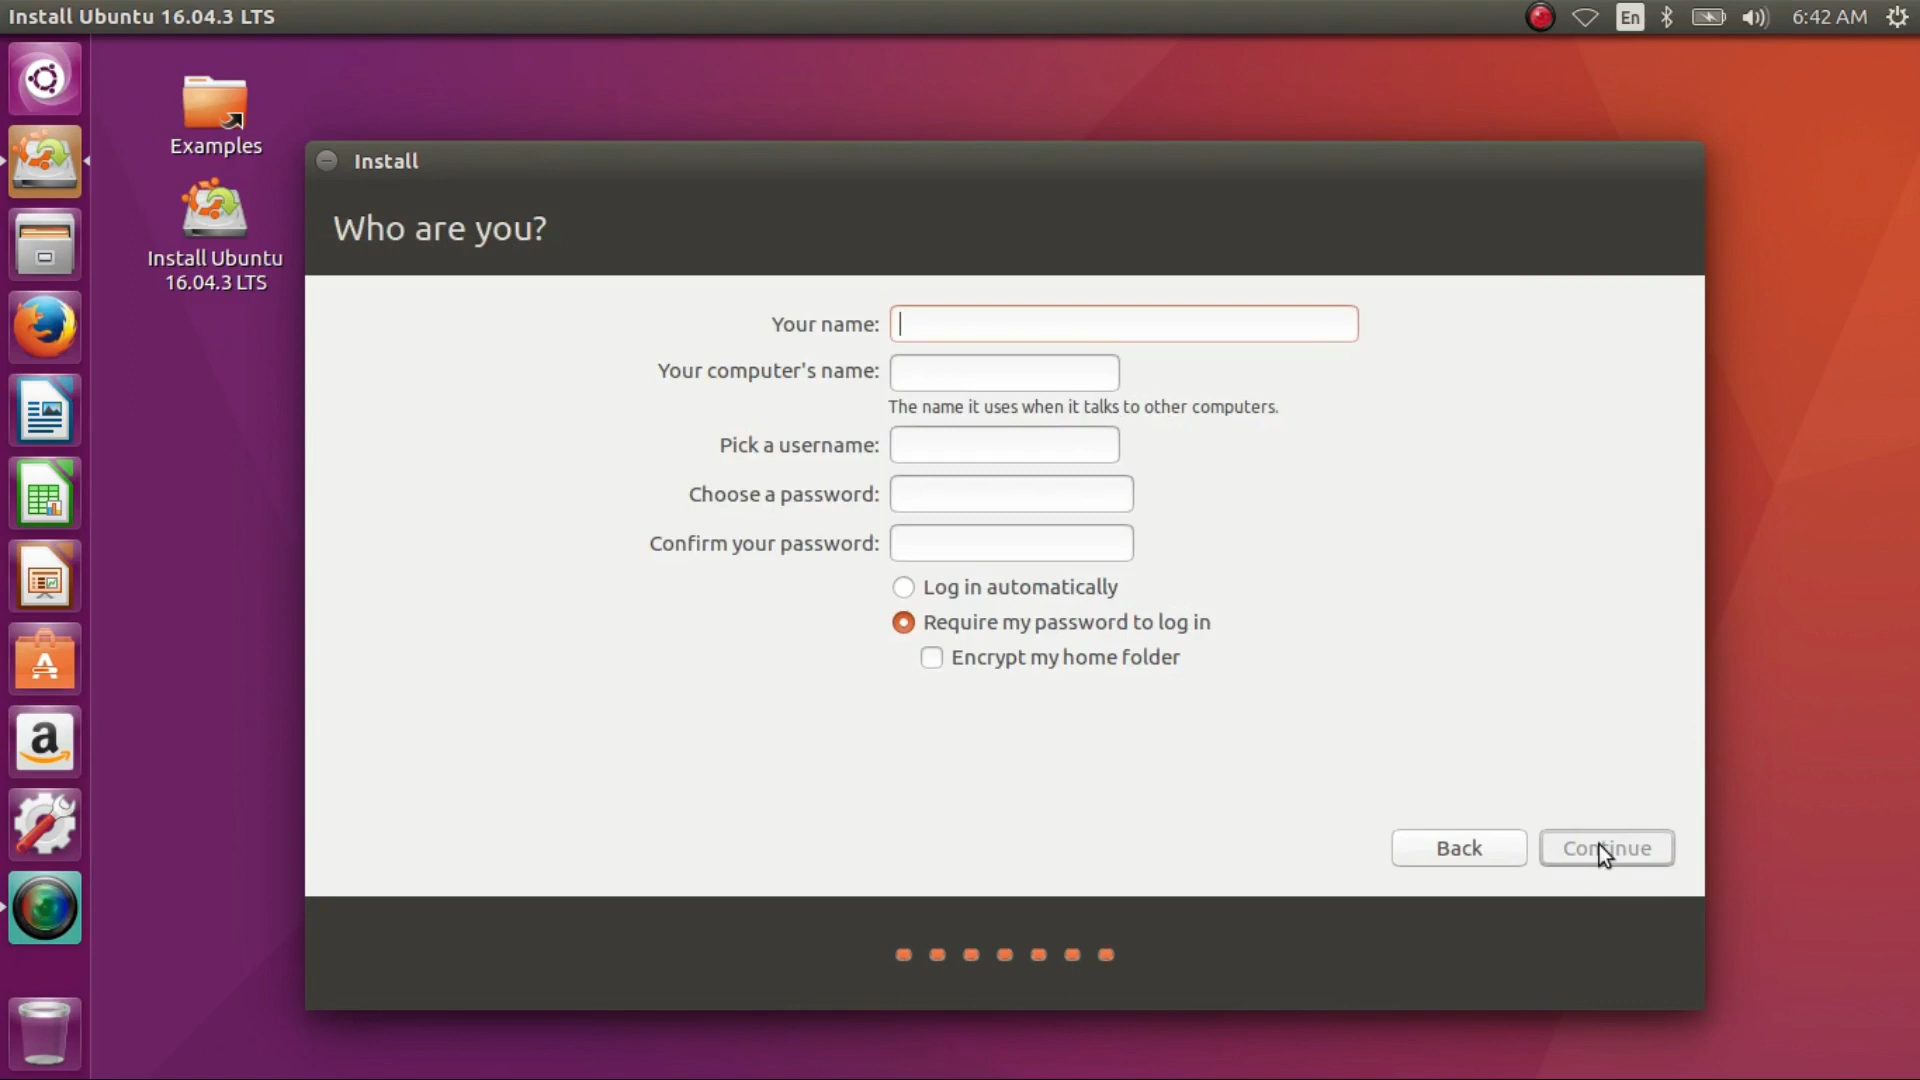 Install Ubuntu 16.04.3 LTS
En
6:42 AM
Examples
Install Ubuntu
16.04.3 LTS
Install
Who are you?
Your name:
Your computer's name:
The name it uses when it talks to other computers.
Pick a username:
Choose a password:
Confirm your password:
Log in automatically
Require my password to log in
Encrypt my home folder
Back
Continue